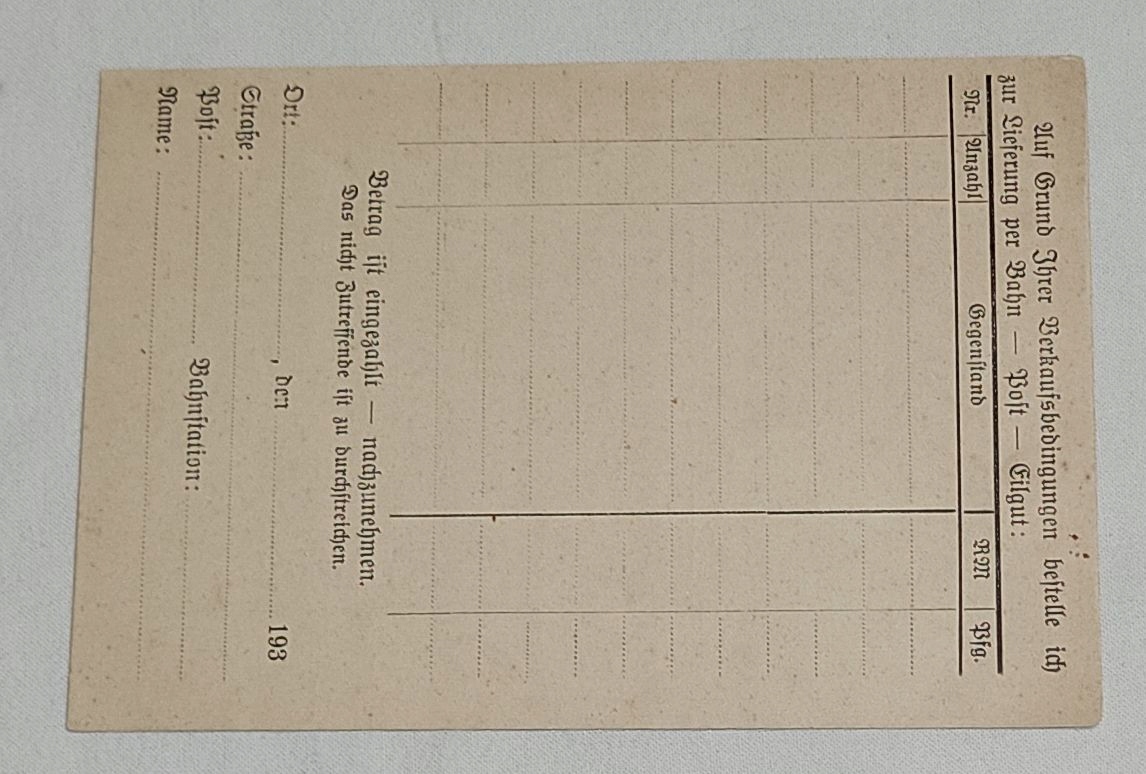 Auf Grund Ihrer Verkaufsbedingungen bestelle ich
zur Lieferung per Bahn — Post — Eilgut:
Nr. Anzahl Gegenstand RM Pfg.
Betrag ist eingezahlt — nachzunehmen.
Das nicht Zutreffende ist zu durchstreichen.
Ort: , den 193
Straße:
Post: Bahnstation:
Name: